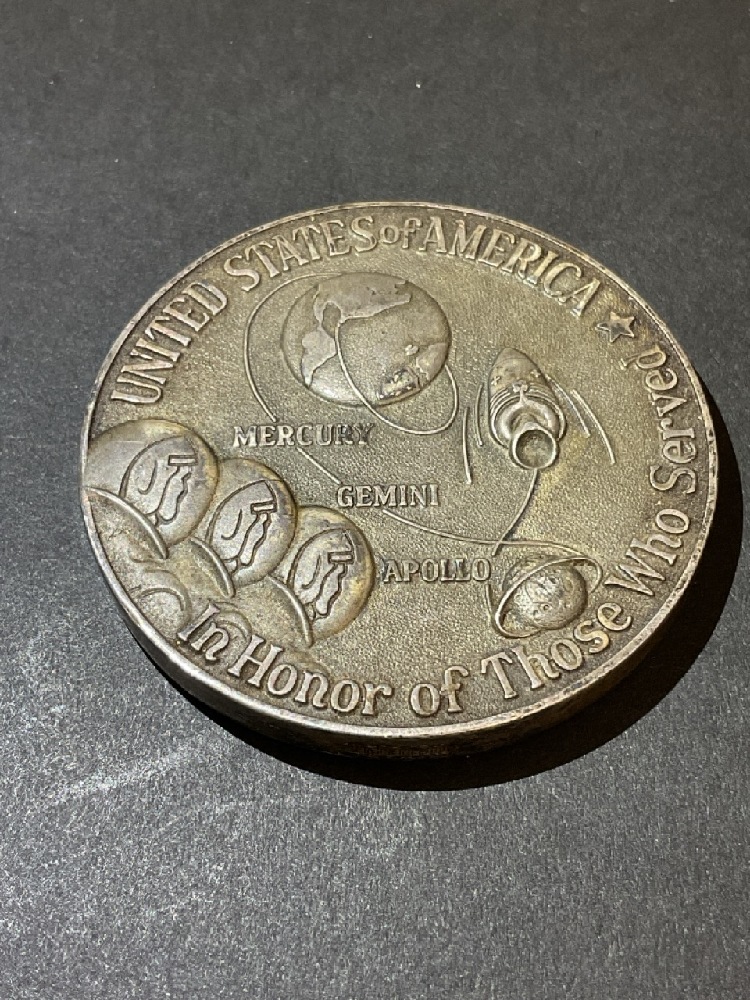 UNITED STATES of AMERICA
MERCURY
GEMINI
APOLLO
In Honor of Those Who Served